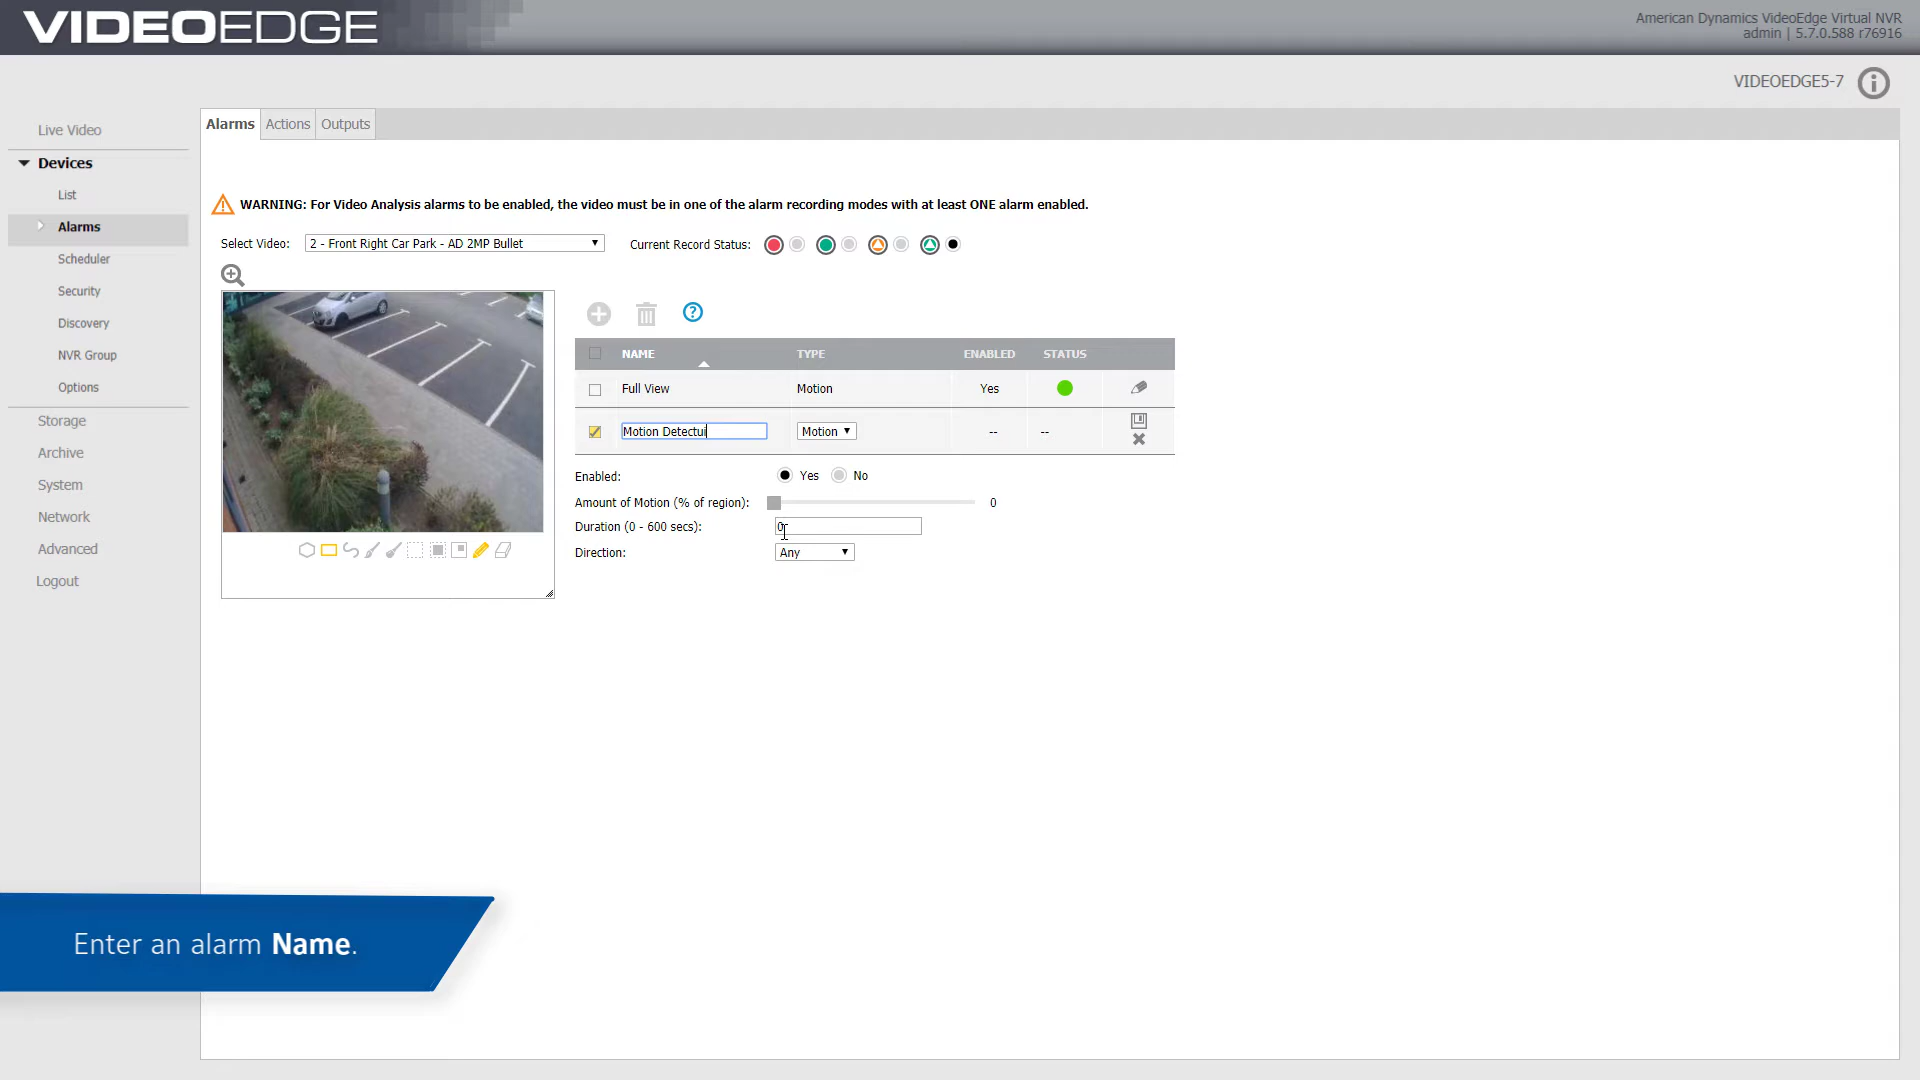 VIDEOEDGE
American Dynamics VideoEdge Virtual NVR
admin | 5.7.0.588 r76916
VIDEOEDGE5-7
Live Video
Devices
List
Alarms
Scheduler
Security
Discovery
NVR Group
Options
Storage
Archive
System
Network
Advanced
Logout
Alarms Actions Outputs
WARNING: For Video Analysis alarms to be enabled, the video must be in one of the alarm recording modes with at least ONE alarm enabled.
Select Video: 2 - Front Right Car Park - AD 2MP Bullet Current Record Status:
NAME TYPE ENABLED STATUS
Full View Motion Yes
Motion Detectui Motion -- --
Enabled: Yes No
Amount of Motion (% of region): 0
Duration (0 - 600 secs): 0
Direction: Any
Enter an alarm Name.